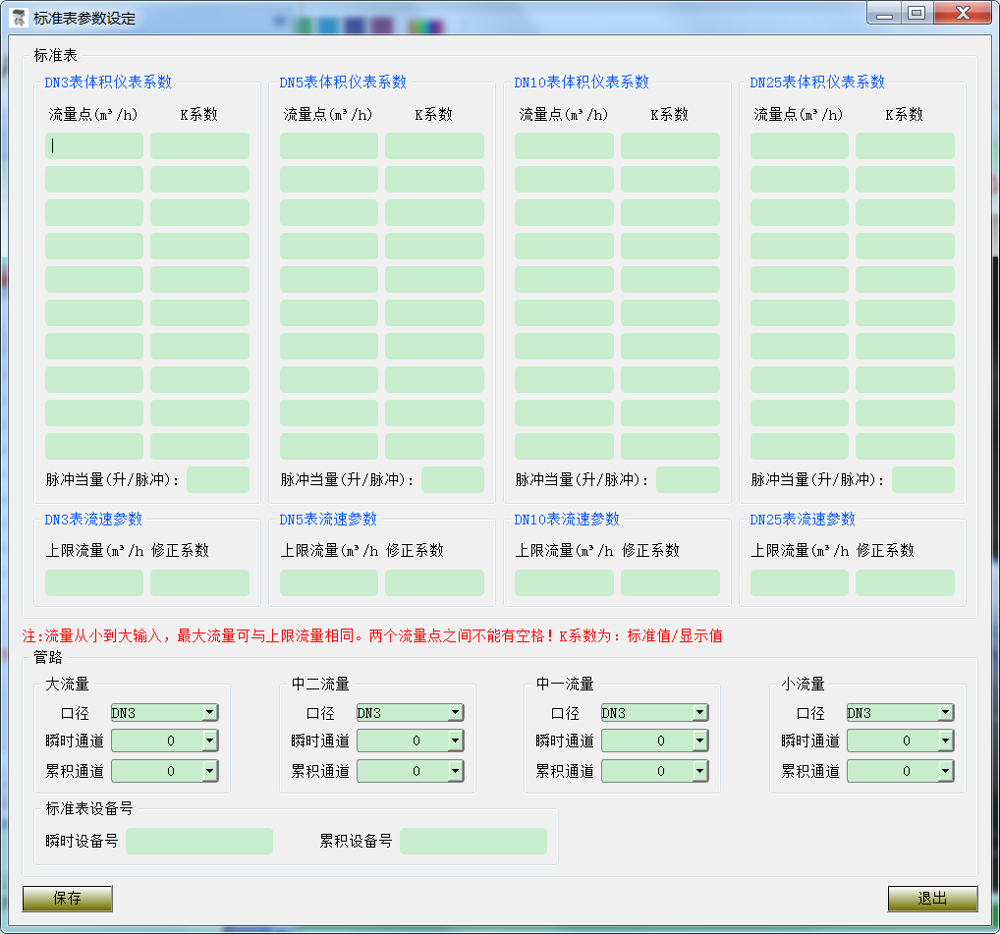 标准表参数设定
标准表
DN3表体积仪表系数 DN5表体积仪表系数 DN10表体积仪表系数 DN25表体积仪表系数
流量点(m³/h) K系数 流量点(m³/h) K系数 流量点(m³/h) K系数 流量点(m³/h) K系数
脉冲当量(升/脉冲): 脉冲当量(升/脉冲): 脉冲当量(升/脉冲): 脉冲当量(升/脉冲):
DN3表流速参数 DN5表流速参数 DN10表流速参数 DN25表流速参数
上限流量(m³/h 修正系数 上限流量(m³/h 修正系数 上限流量(m³/h 修正系数 上限流量(m³/h 修正系数
注:流量从小到大输入，最大流量可与上限流量相同。两个流量点之间不能有空格！K系数为：标准值/显示值
管路
大流量 中二流量 中一流量 小流量
口径 DN3 口径 DN3 口径 DN3 口径 DN3
瞬时通道 0 瞬时通道 0 瞬时通道 0 瞬时通道 0
累积通道 0 累积通道 0 累积通道 0 累积通道 0
标准表设备号
瞬时设备号 累积设备号
保存 退出